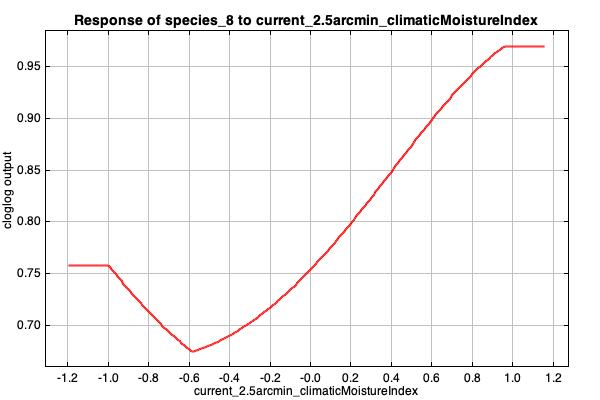 Response of species_8 to current_2.5arcmin_climaticMoistureIndex
cloglog output
0.95
0.90
0.85
0.80
0.75
0.70
-1.2 -1.0 -0.8 -0.6 -0.4 -0.2 -0.0 0.2 0.4 0.6 0.8 1.0 1.2
current_2.5arcmin_climaticMoistureIndex